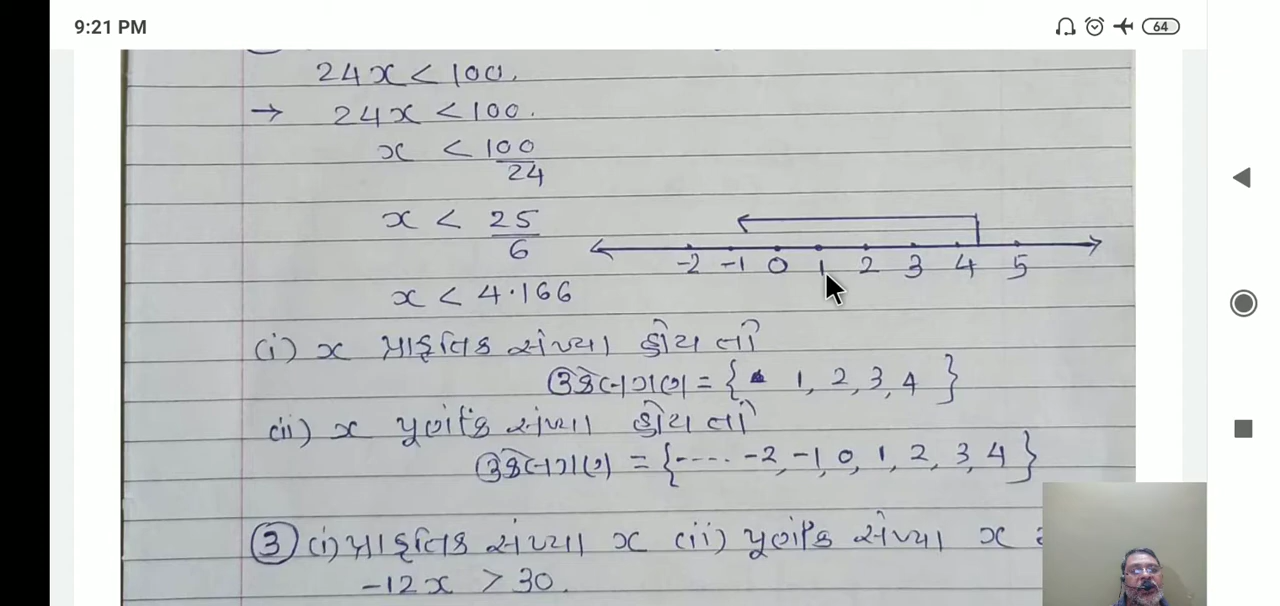 9:21 PM 64
24x < 100.
→ 24x < 100.
x < 100/24
x < 25/6
-2 -1 0 1 2 3 4 5
x < 4.166
(i) x પ્રાકૃતિક સંખ્યા હોય તો
ઉકેલગણ = { 1, 2, 3, 4 }
(ii) x પૂર્ણાંક સંખ્યા હોય તો
ઉકેલગણ = {---- -2, -1, 0, 1, 2, 3, 4 }
3 (i) પ્રાકૃતિક સંખ્યા x (ii) પૂર્ણાંક સંખ્યા x
-12x > 30.